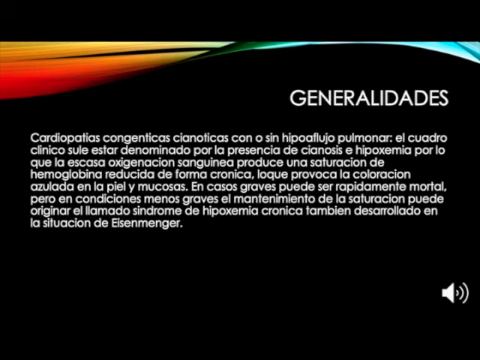 GENERALIDADES
Cardiopatias congenticas cianoticas con o sin hipoaflujo pulmonar: el cuadro
clinico sule estar denominado por la presencia de cianosis e hipoxemia por lo
que la escasa oxigenacion sanguinea produce una saturacion de
hemoglobina reducida de forma cronica, loque provoca la coloracion
azulada en la piel y mucosas. En casos graves puede ser rapidamente mortal,
pero en condiciones menos graves el mantenimiento de la saturacion puede
originar el llamado sindrome de hipoxemia cronica tambien desarrollado en
la situacion de Eisenmenger.